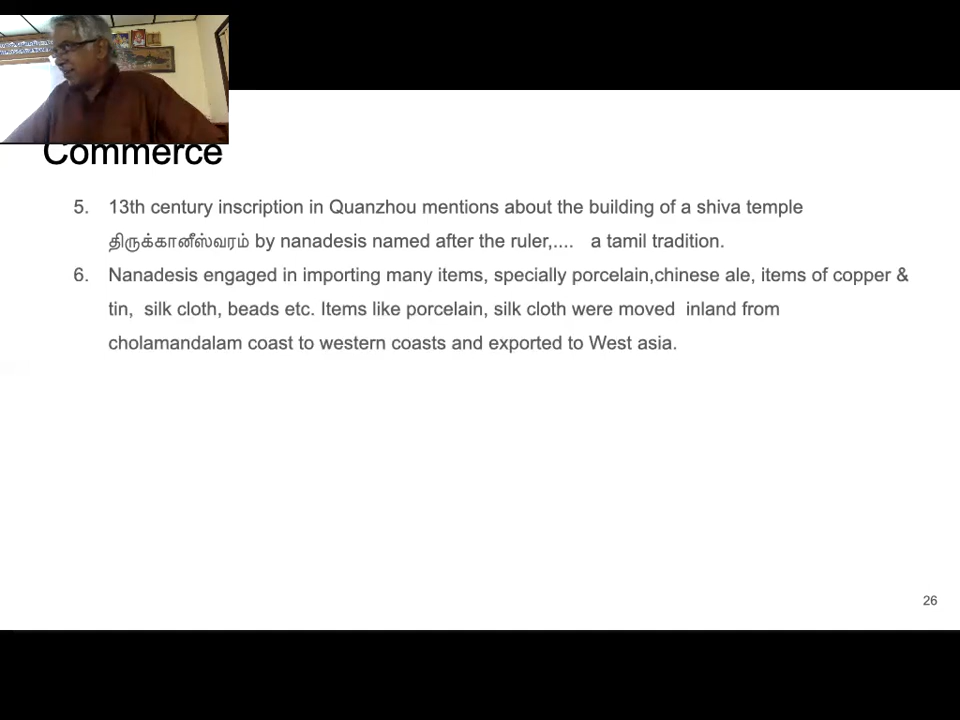 Commerce
5. 13th century inscription in Quanzhou mentions about the building of a shiva temple
திருக்கானீஸ்வரம் by nanadesis named after the ruler,.... a tamil tradition.
6. Nanadesis engaged in importing many items, specially porcelain,chinese ale, items of copper &
tin, silk cloth, beads etc. Items like porcelain, silk cloth were moved inland from
cholamandalam coast to western coasts and exported to West asia.
26